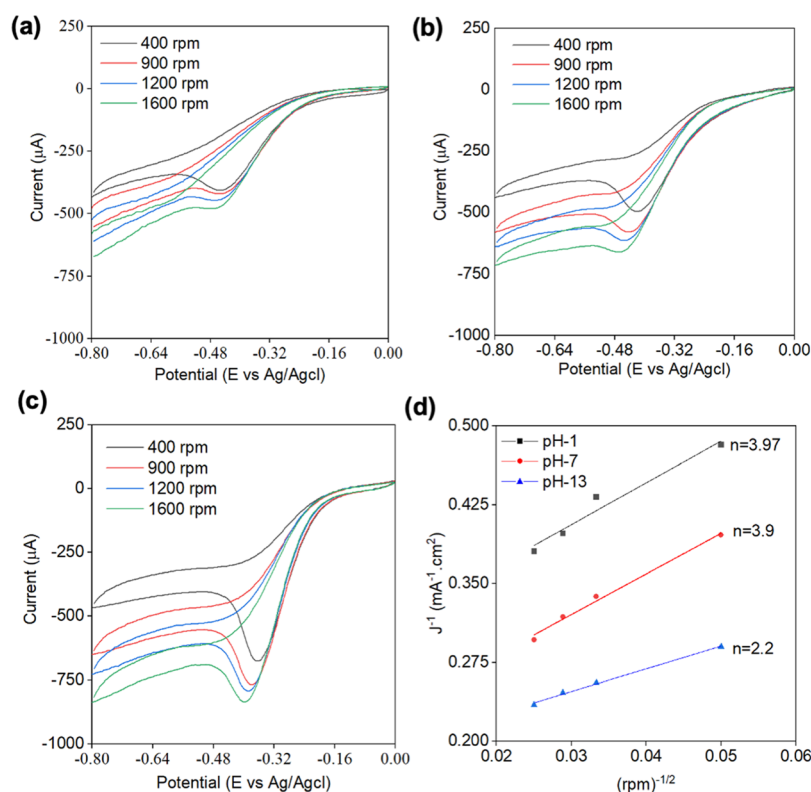 (a)
400 rpm
900 rpm
1200 rpm
1600 rpm
250
0
-250
-500
-750
-1000
Current (μA)
-0.80 -0.64 -0.48 -0.32 -0.16 0.00
Potential (E vs Ag/Agcl)
(b)
400 rpm
900 rpm
1200 rpm
1600 rpm
250
0
-250
-500
-750
-1000
Current (μA)
-0.80 -0.64 -0.48 -0.32 -0.16 0.00
Potential (E vs Ag/Agcl)
(c)
400 rpm
900 rpm
1200 rpm
1600 rpm
250
0
-250
-500
-750
-1000
Current (μA)
-0.80 -0.64 -0.48 -0.32 -0.16 0.00
Potential (E vs Ag/Agcl)
(d)
pH-1
pH-7
pH-13
n=3.97
n=3.9
n=2.2
0.500
0.425
0.350
0.275
0.200
J⁻¹ (mA⁻¹.cm²)
0.02 0.03 0.04 0.05 0.06
(rpm)⁻¹/²